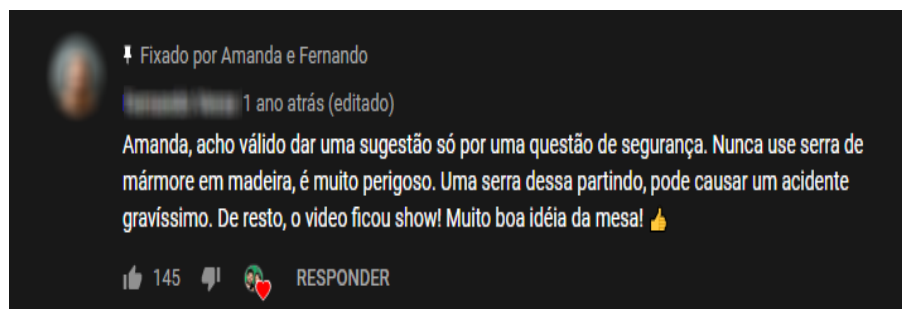 Fixado por Amanda e Fernando
1 ano atrás (editado)
Amanda, acho válido dar uma sugestão só por uma questão de segurança. Nunca use serra de
mármore em madeira, é muito perigoso. Uma serra dessa partindo, pode causar um acidente
gravíssimo. De resto, o video ficou show! Muito boa idéia da mesa! 👍
145 RESPONDER